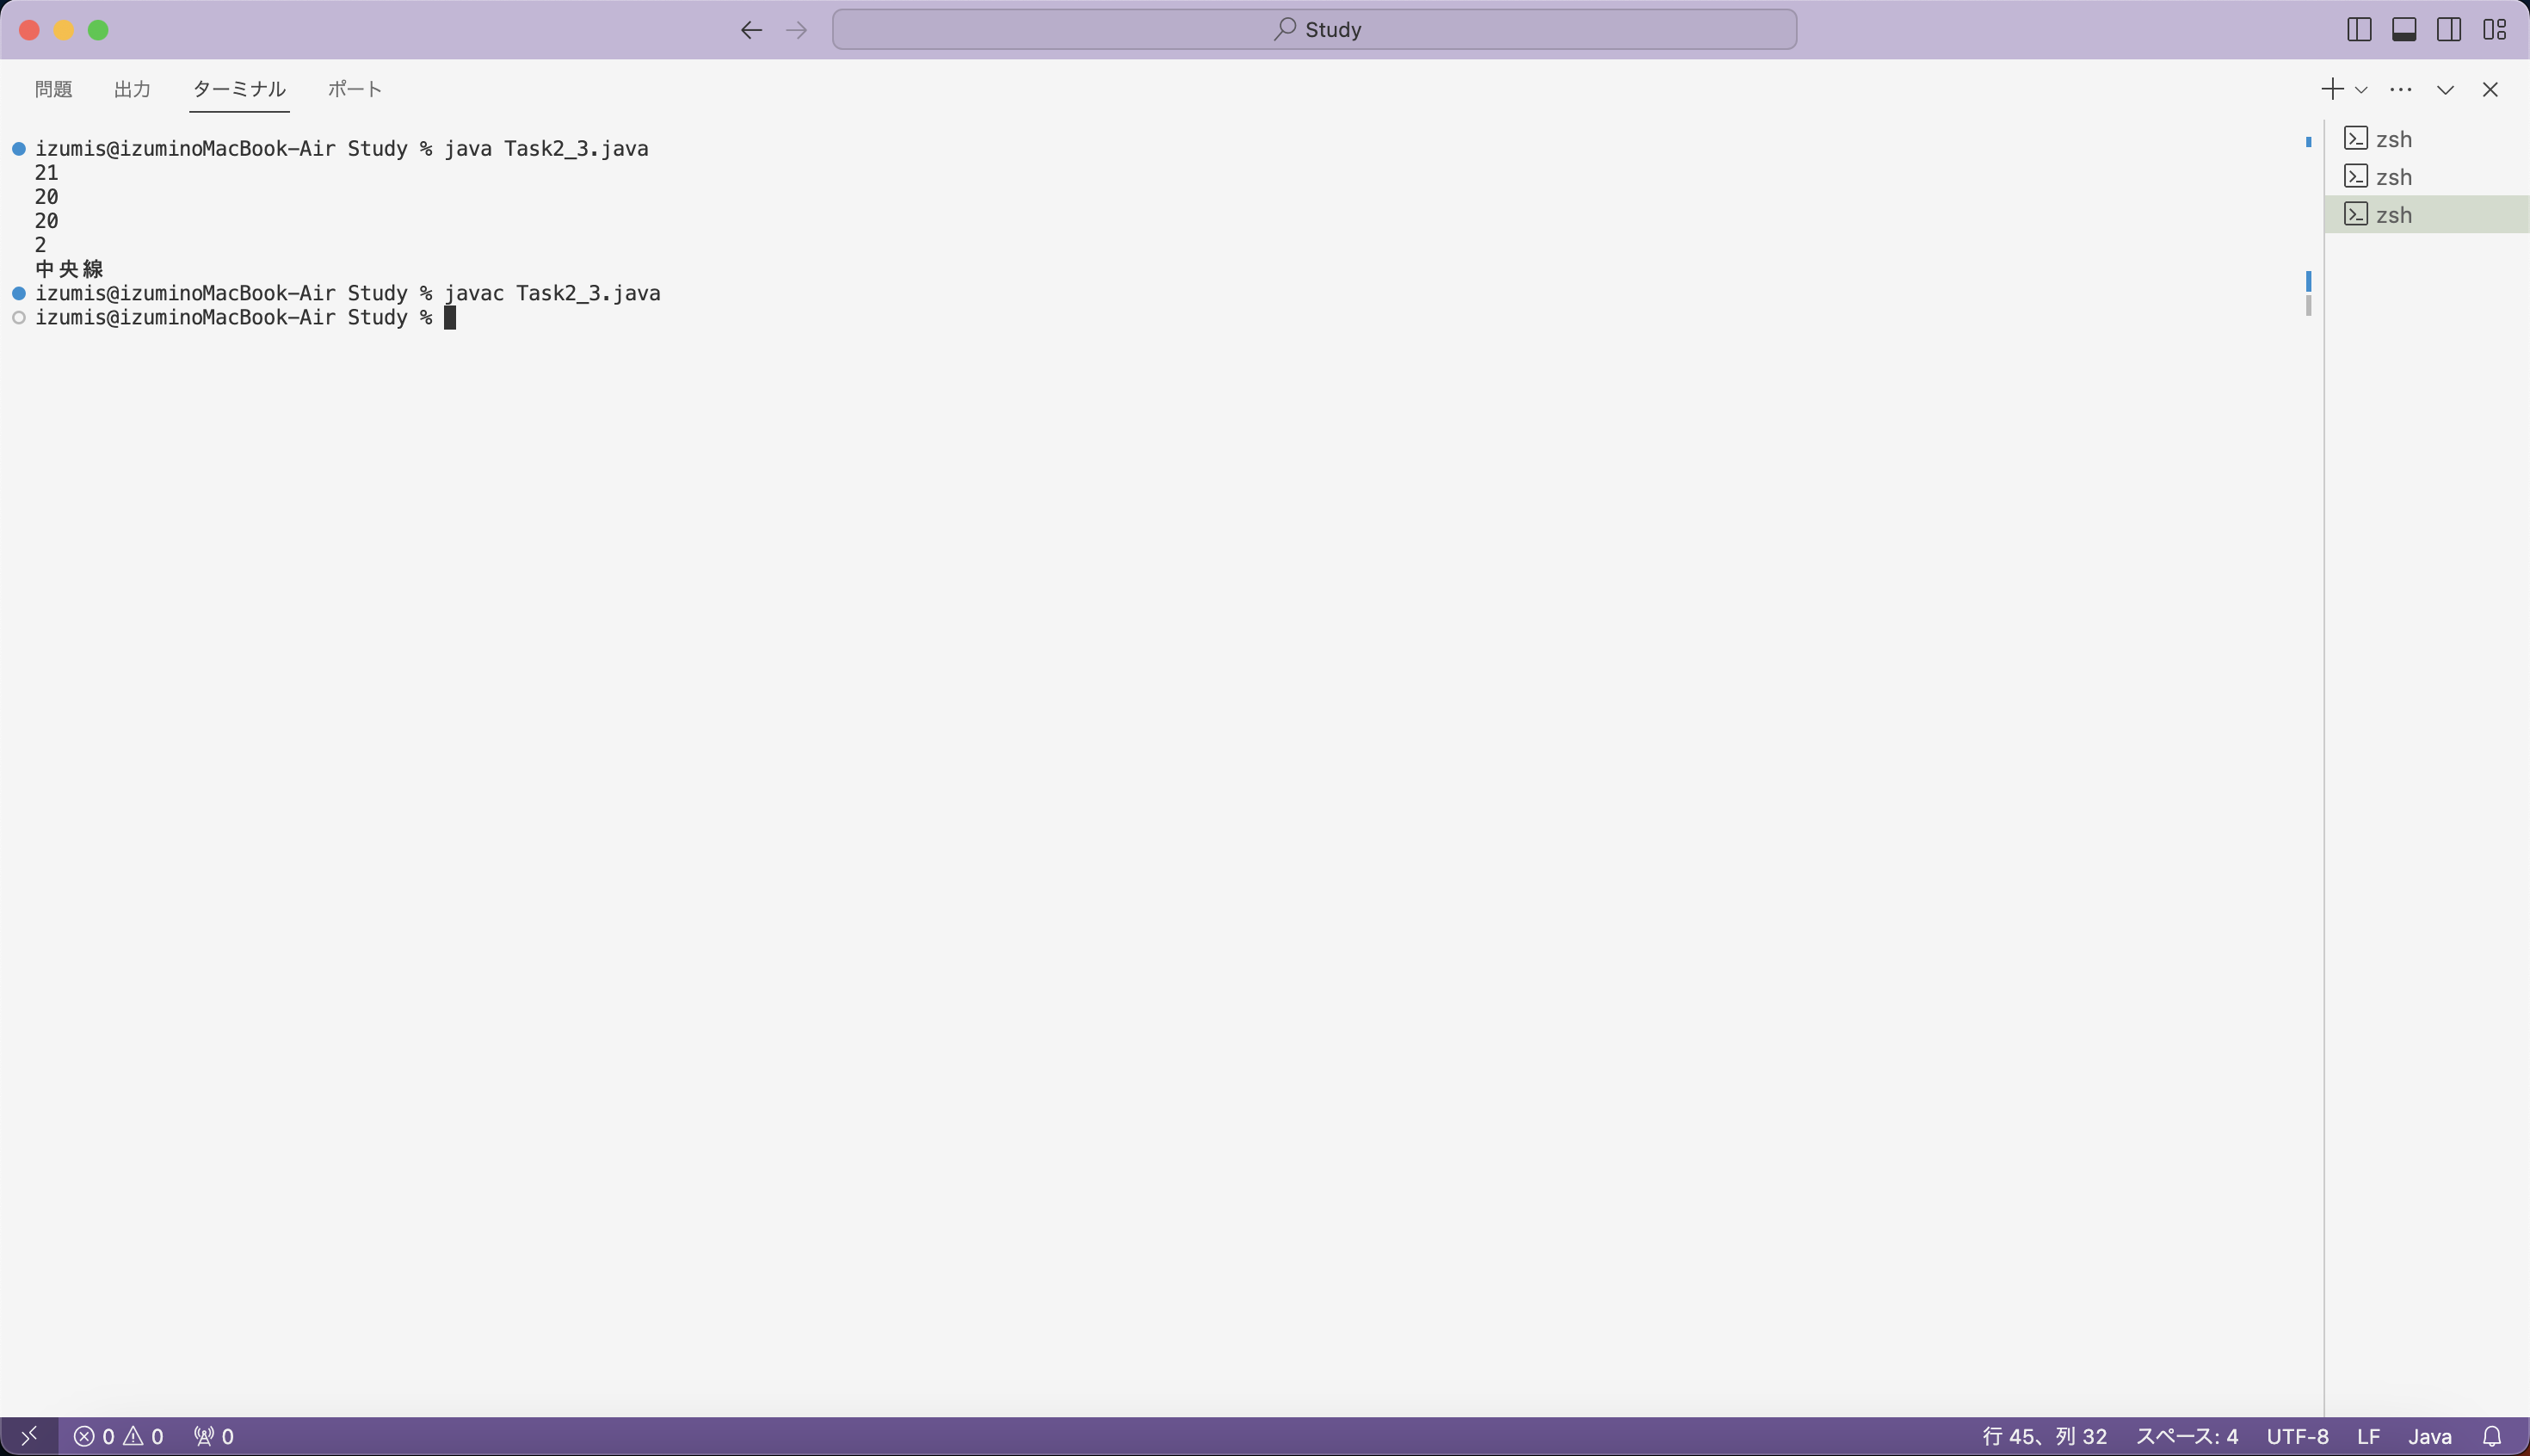 Study
問題 出力 ターミナル ポート
izumis@izuminoMacBook-Air Study % java Task2_3.java
21
20
20
2
中央線
izumis@izuminoMacBook-Air Study % javac Task2_3.java
izumis@izuminoMacBook-Air Study %
zsh
zsh
zsh
0 0 0 行 45、列 32 スペース: 4 UTF-8 LF Java